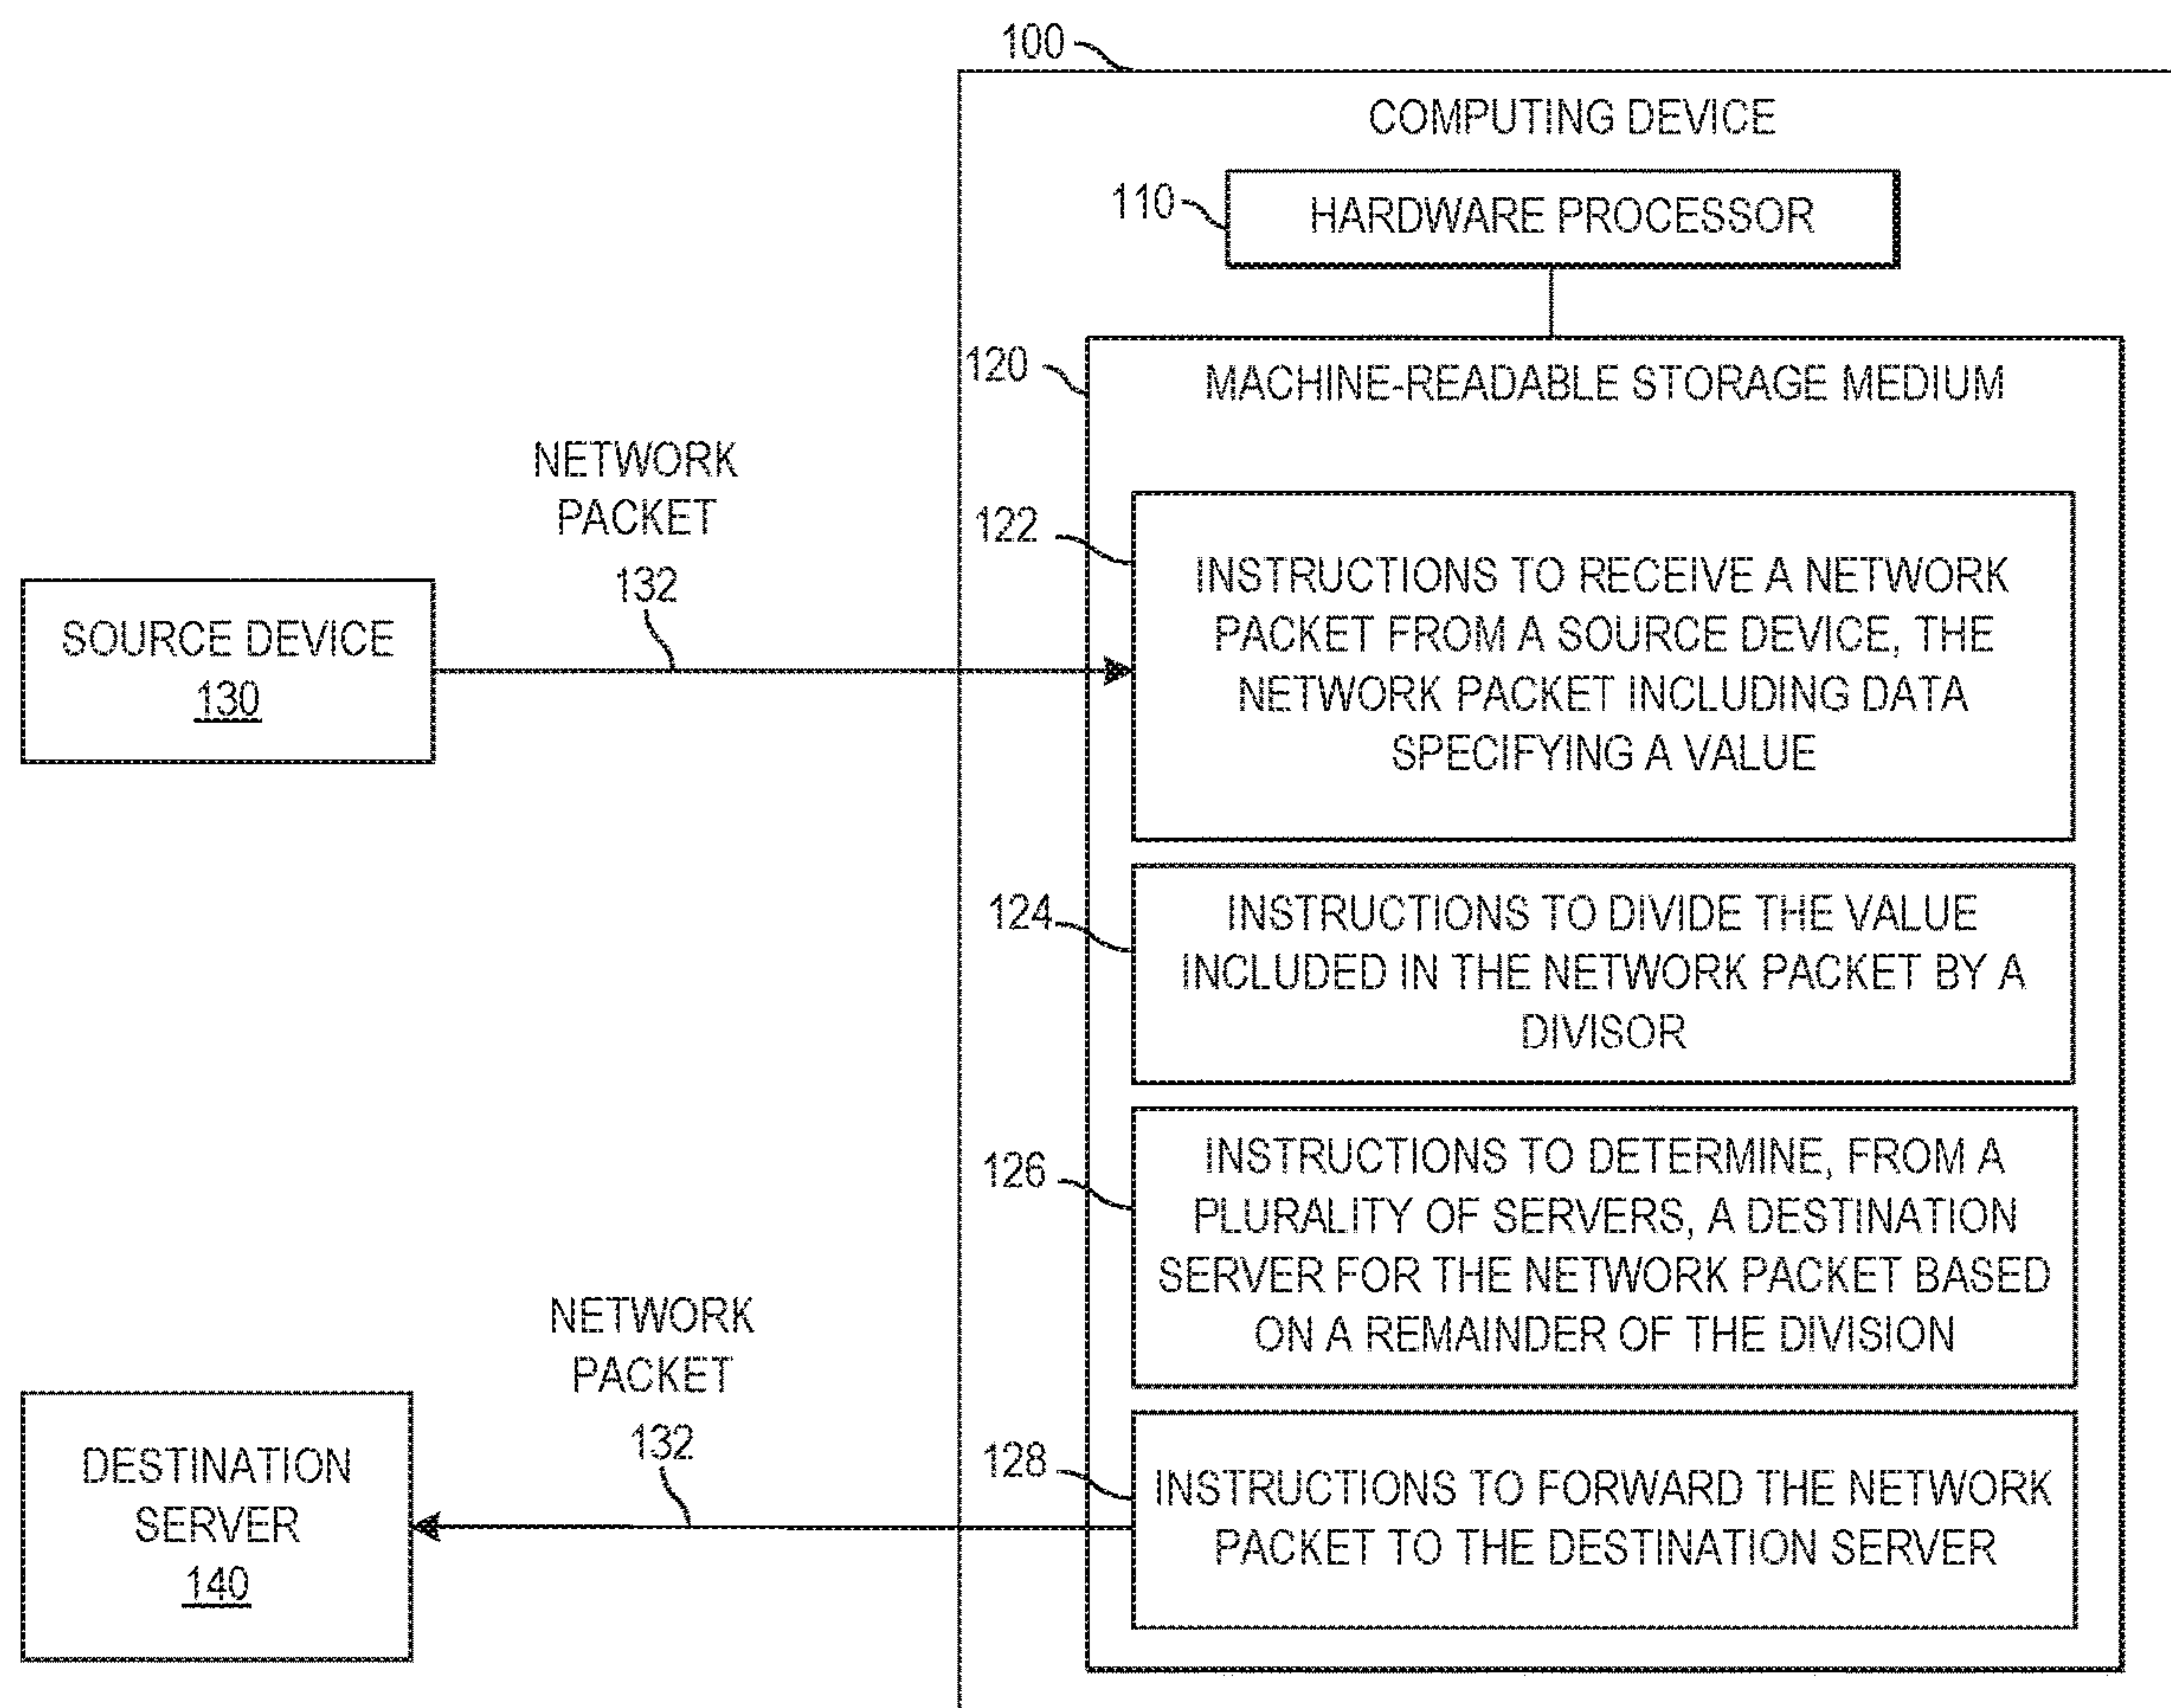 100
COMPUTING DEVICE
110
HARDWARE PROCESSOR
120
MACHINE-READABLE STORAGE MEDIUM
NETWORK
PACKET
132
SOURCE DEVICE
130
122
INSTRUCTIONS TO RECEIVE A NETWORK
PACKET FROM A SOURCE DEVICE, THE
NETWORK PACKET INCLUDING DATA
SPECIFYING A VALUE
124
INSTRUCTIONS TO DIVIDE THE VALUE
INCLUDED IN THE NETWORK PACKET BY A
DIVISOR
126
INSTRUCTIONS TO DETERMINE, FROM A
PLURALITY OF SERVERS, A DESTINATION
SERVER FOR THE NETWORK PACKET BASED
ON A REMAINDER OF THE DIVISION
NETWORK
PACKET
132
DESTINATION
SERVER
140
128
INSTRUCTIONS TO FORWARD THE NETWORK
PACKET TO THE DESTINATION SERVER